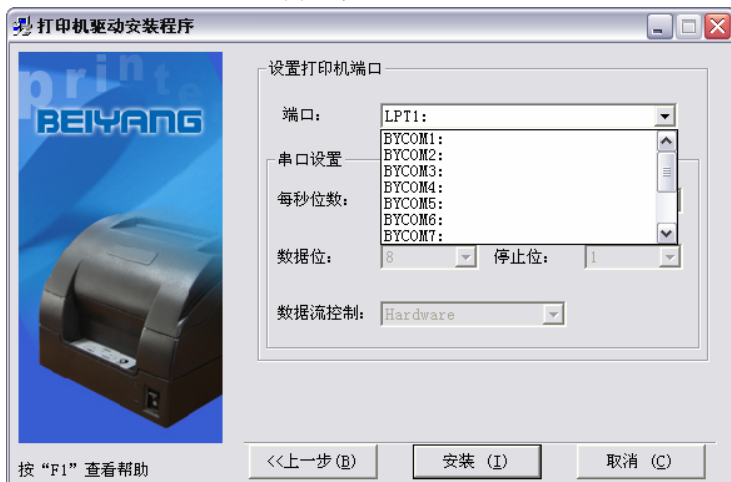 打印机驱动安装程序
printe
BEIYANG
设置打印机端口
端口：
LPT1:
BYCOM1:
BYCOM2:
BYCOM3:
BYCOM4:
BYCOM5:
BYCOM6:
BYCOM7:
串口设置
每秒位数：
数据位：
8
停止位：
1
数据流控制：
Hardware
按“F1”查看帮助
<<上一步(B)
安装 (I)
取消 (C)